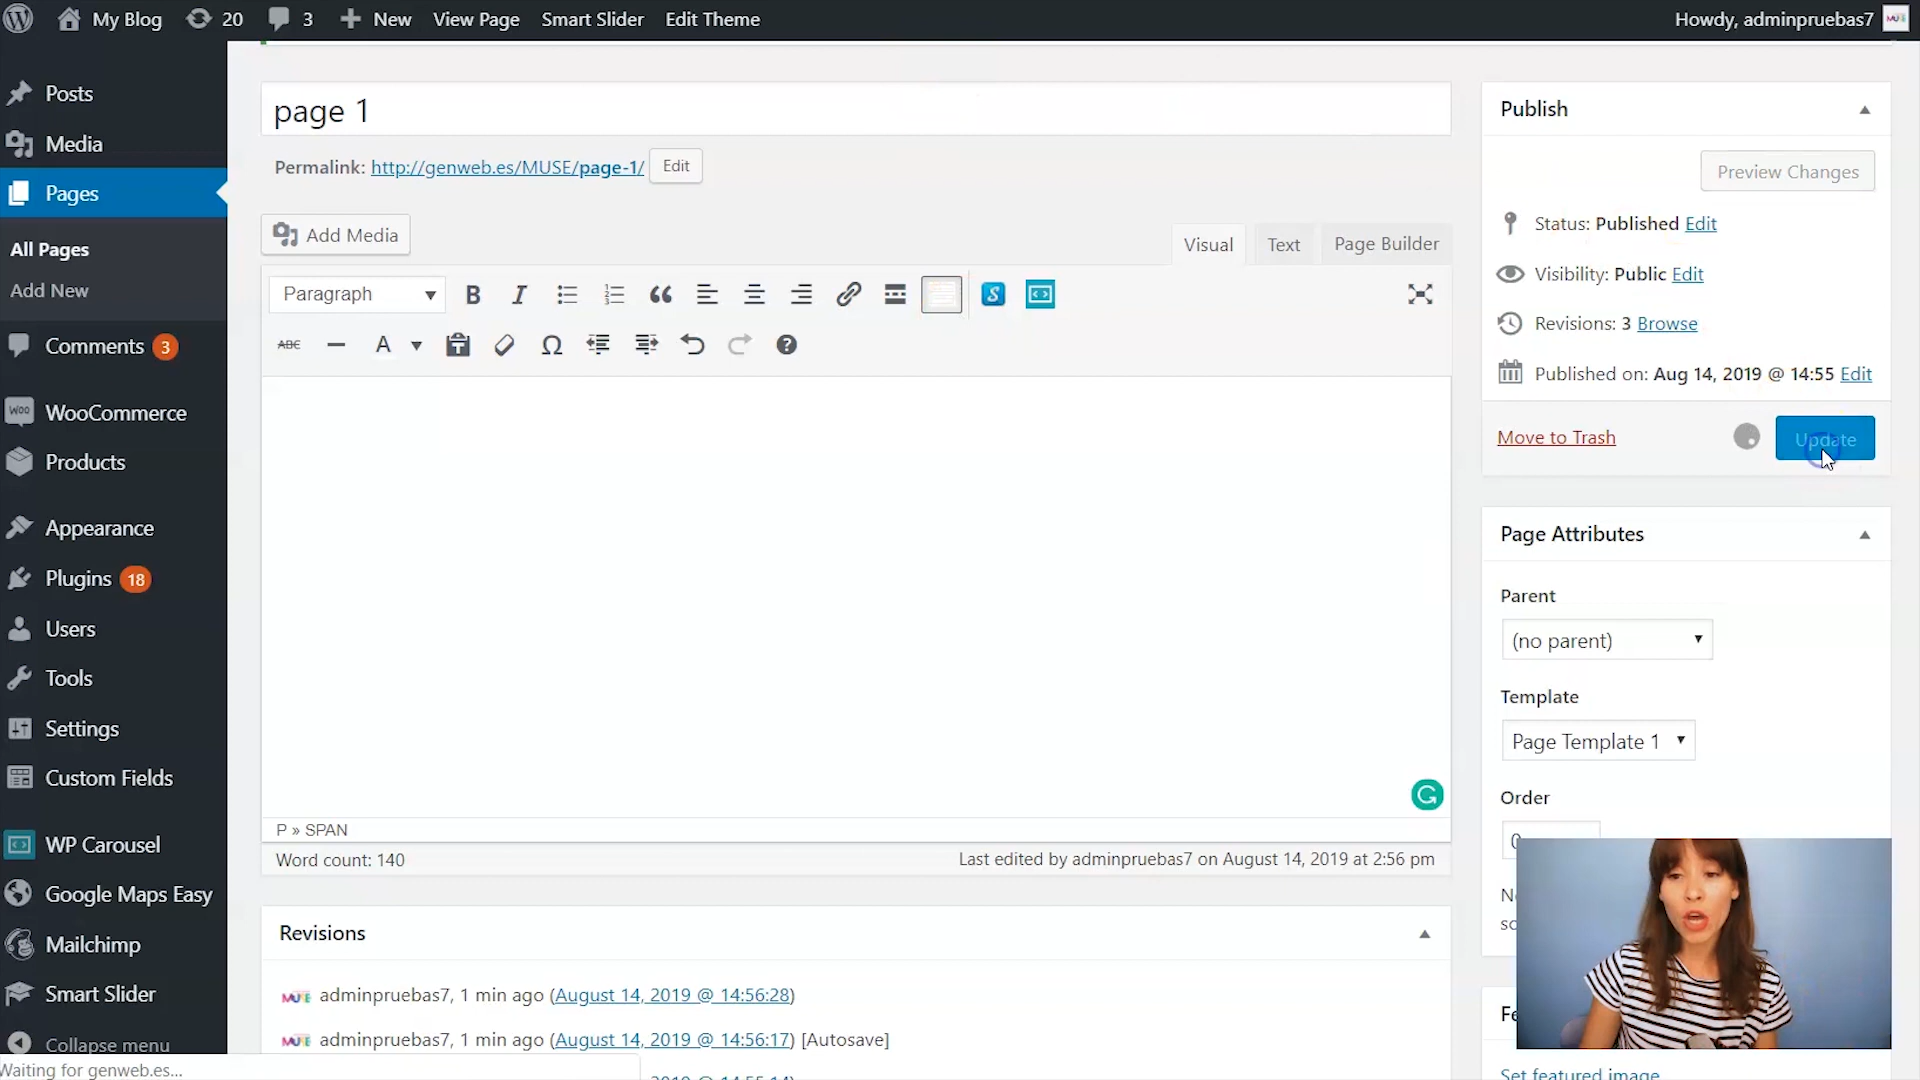 My Blog 20 3 New View Page Smart Slider Edit Theme Howdy, adminpruebas7
Posts
Media
Pages
All Pages
Add New
Comments 3
WooCommerce
Products
Appearance
Plugins 18
Users
Tools
Settings
Custom Fields
WP Carousel
Google Maps Easy
Mailchimp
Smart Slider
Collapse menu
Waiting for genweb.es...
page 1
Permalink: http://genweb.es/MUSE/page-1/ Edit
Add Media
Visual Text Page Builder
Paragraph
ABC
P » SPAN
Word count: 140 Last edited by adminpruebas7 on August 14, 2019 at 2:56 pm
Revisions
adminpruebas7, 1 min ago (August 14, 2019 @ 14:56:28)
adminpruebas7, 1 min ago (August 14, 2019 @ 14:56:17) [Autosave]
Publish
Preview Changes
Status: Published Edit
Visibility: Public Edit
Revisions: 3 Browse
Published on: Aug 14, 2019 @ 14:55 Edit
Move to Trash Update
Page Attributes
Parent
(no parent)
Template
Page Template 1
Order
Set featured image